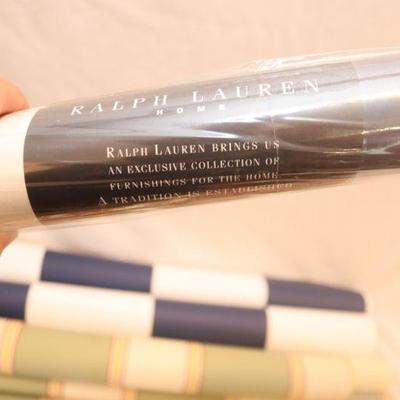 RALPH LAUREN
HOME
RALPH LAUREN BRINGS US
AN EXCLUSIVE COLLECTION OF
FURNISHINGS FOR THE HOME.
A TRADITION IS ESTABLISHED